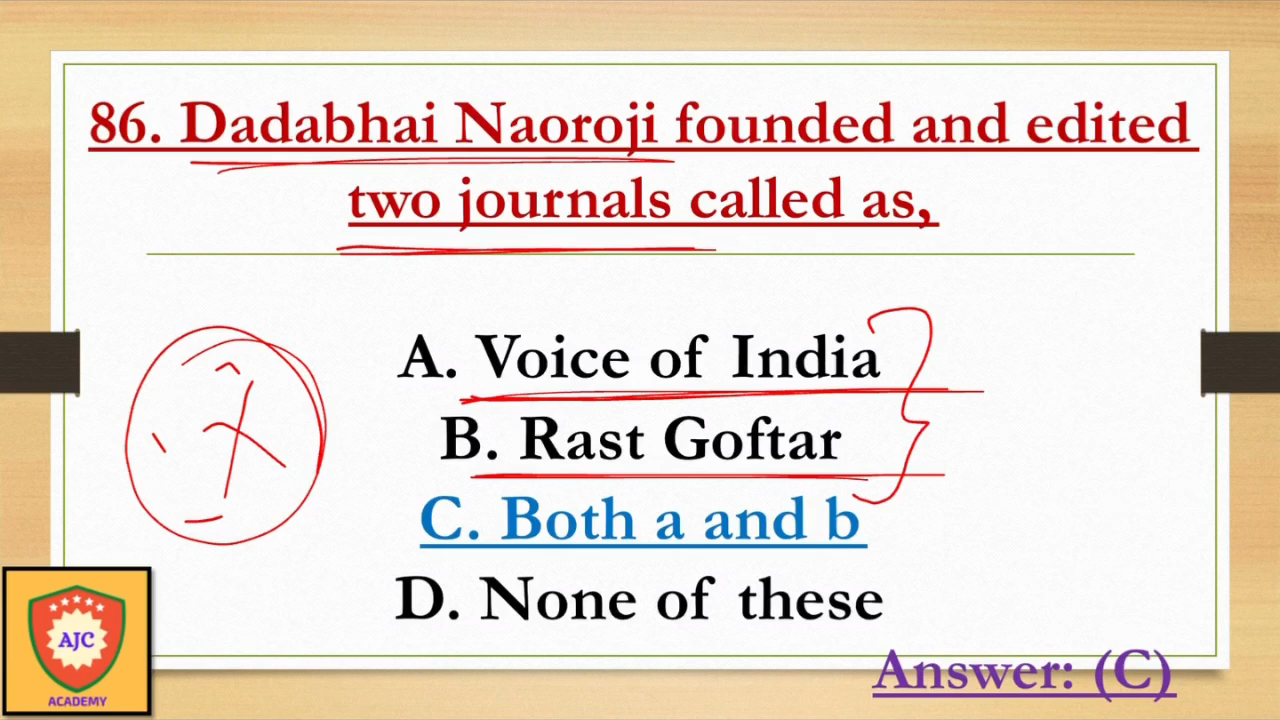 86. Dadabhai Naoroji founded and edited
two journals called as,
A. Voice of India
B. Rast Goftar
C. Both a and b
D. None of these
Answer: (C)
AJC
ACADEMY